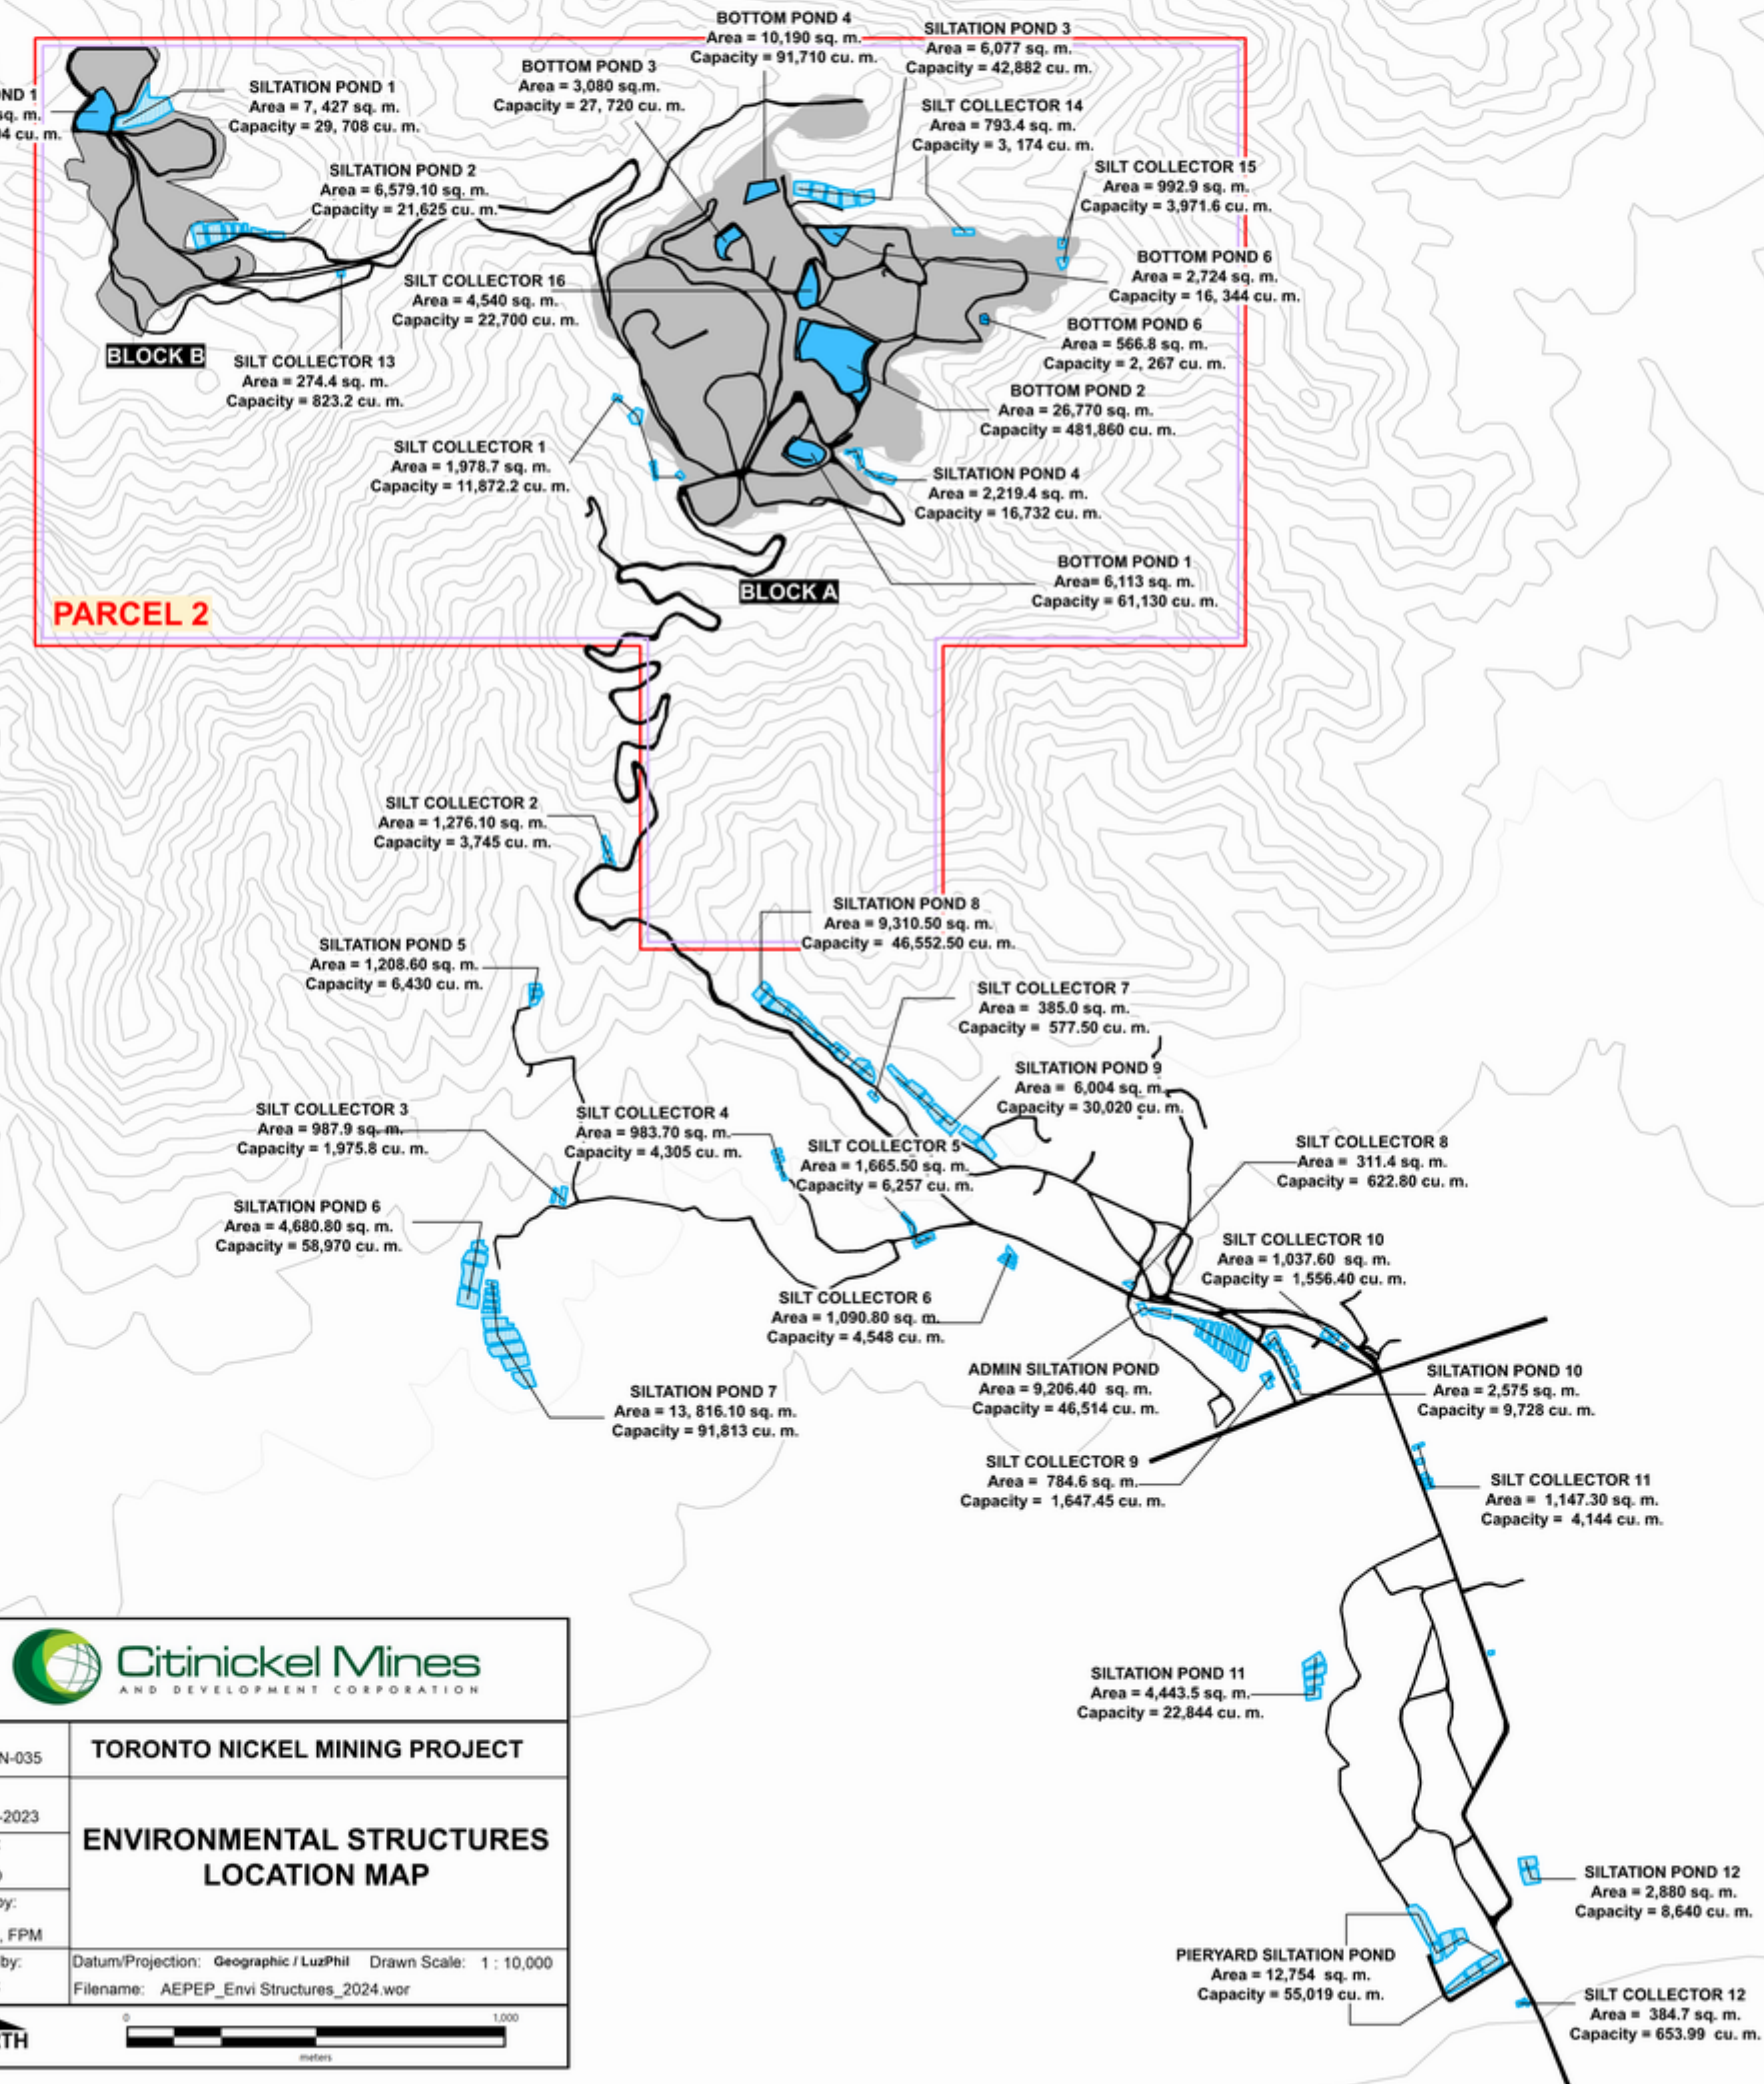 BOTTOM POND 4
Area = 10,190 sq. m.
Capacity = 91,710 cu. m.
SILTATION POND 3
Area = 6,077 sq. m.
Capacity = 42,882 cu. m.
BOTTOM POND 3
Area = 3,080 sq.m.
Capacity = 27, 720 cu. m.
ND 1
sq. m.
4 cu. m.
SILTATION POND 1
Area = 7, 427 sq. m.
Capacity = 29, 708 cu. m.
SILT COLLECTOR 14
Area = 793.4 sq. m.
Capacity = 3, 174 cu. m.
SILTATION POND 2
Area = 6,579.10 sq. m.
Capacity = 21,625 cu. m.
SILT COLLECTOR 15
Area = 992.9 sq. m.
Capacity = 3,971.6 cu. m.
SILT COLLECTOR 16
Area = 4,540 sq. m.
Capacity = 22,700 cu. m.
BOTTOM POND 6
Area = 2,724 sq. m.
Capacity = 16, 344 cu. m.
BOTTOM POND 6
Area = 566.8 sq. m.
Capacity = 2, 267 cu. m.
BLOCK B
SILT COLLECTOR 13
Area = 274.4 sq. m.
Capacity = 823.2 cu. m.
BOTTOM POND 2
Area = 26,770 sq. m.
Capacity = 481,860 cu. m.
SILT COLLECTOR 1
Area = 1,978.7 sq. m.
Capacity = 11,872.2 cu. m.
SILTATION POND 4
Area = 2,219.4 sq. m.
Capacity = 16,732 cu. m.
BOTTOM POND 1
Area= 6,113 sq. m.
Capacity = 61,130 cu. m.
BLOCK A
PARCEL 2
SILT COLLECTOR 2
Area = 1,276.10 sq. m.
Capacity = 3,745 cu. m.
SILTATION POND 8
Area = 9,310.50 sq. m.
Capacity = 46,552.50 cu. m.
SILTATION POND 5
Area = 1,208.60 sq. m.
Capacity = 6,430 cu. m.
SILT COLLECTOR 7
Area = 385.0 sq. m.
Capacity = 577.50 cu. m.
SILTATION POND 9
Area = 6,004 sq. m.
Capacity = 30,020 cu. m.
SILT COLLECTOR 3
Area = 987.9 sq. m.
Capacity = 1,975.8 cu. m.
SILT COLLECTOR 4
Area = 983.70 sq. m.
Capacity = 4,305 cu. m.
SILT COLLECTOR 5
Area = 1,665.50 sq. m.
Capacity = 6,257 cu. m.
SILT COLLECTOR 8
Area = 311.4 sq. m.
Capacity = 622.80 cu. m.
SILTATION POND 6
Area = 4,680.80 sq. m.
Capacity = 58,970 cu. m.
SILT COLLECTOR 10
Area = 1,037.60 sq. m.
Capacity = 1,556.40 cu. m.
SILT COLLECTOR 6
Area = 1,090.80 sq. m.
Capacity = 4,548 cu. m.
ADMIN SILTATION POND
Area = 9,206.40 sq. m.
Capacity = 46,514 cu. m.
SILTATION POND 10
Area = 2,575 sq. m.
Capacity = 9,728 cu. m.
SILTATION POND 7
Area = 13, 816.10 sq. m.
Capacity = 91,813 cu. m.
SILT COLLECTOR 9
Area = 784.6 sq. m.
Capacity = 1,647.45 cu. m.
SILT COLLECTOR 11
Area = 1,147.30 sq. m.
Capacity = 4,144 cu. m.
SILTATION POND 11
Area = 4,443.5 sq. m.
Capacity = 22,844 cu. m.
SILTATION POND 12
Area = 2,880 sq. m.
Capacity = 8,640 cu. m.
PIERYARD SILTATION POND
Area = 12,754 sq. m.
Capacity = 55,019 cu. m.
SILT COLLECTOR 12
Area = 384.7 sq. m.
Capacity = 653.99 cu. m.
Citinickel Mines
AND DEVELOPMENT CORPORATION
N-035
TORONTO NICKEL MINING PROJECT
-2023
ENVIRONMENTAL STRUCTURES
LOCATION MAP
by:
, FPM
by:
Datum/Projection: Geographic / LuzPhil Drawn Scale: 1 : 10,000
Filename: AEPEP_Envi Structures_2024.wor
TH
0 1,000
meters